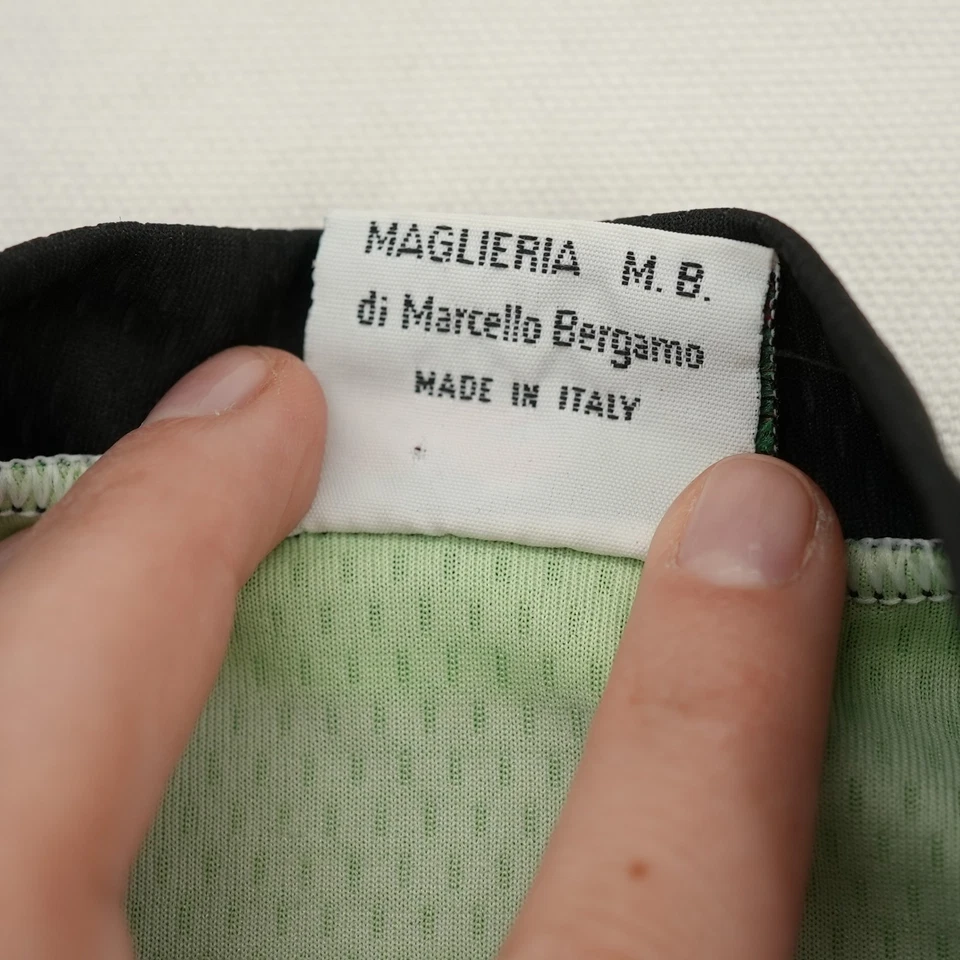 MAGLIERIA M. B.
di Marcello Bergamo
MADE IN ITALY